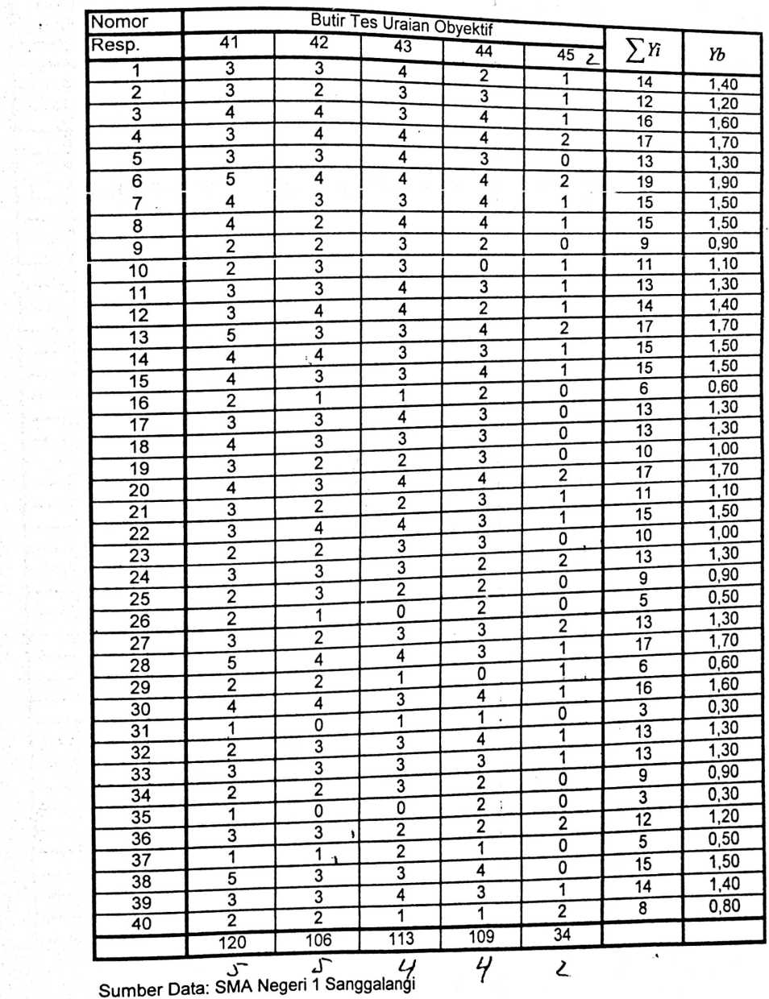 Nomor Butir Tes Uraian Obyektif
Resp. 41 42 43 44 45 2 ∑Yi Yb
1 3 3 4 2 1 14 1,40
2 3 2 3 3 1 12 1,20
3 4 4 3 4 1 16 1,60
4 3 4 4 4 2 17 1,70
5 3 3 4 3 0 13 1,30
6 5 4 4 4 2 19 1,90
7 4 3 3 4 1 15 1,50
8 4 2 4 4 1 15 1,50
9 2 2 3 2 0 9 0,90
10 2 3 3 0 1 11 1,10
11 3 3 4 3 1 13 1,30
12 3 4 4 2 1 14 1,40
13 5 3 3 4 2 17 1,70
14 4 4 3 3 1 15 1,50
15 4 3 3 4 1 15 1,50
16 2 1 1 2 0 6 0,60
17 3 3 4 3 0 13 1,30
18 4 3 3 3 0 13 1,30
19 3 2 2 3 0 10 1,00
20 4 3 4 4 2 17 1,70
21 3 2 2 3 1 11 1,10
22 3 4 4 3 1 15 1,50
23 2 2 3 3 0 10 1,00
24 3 3 3 2 2 13 1,30
25 2 3 2 2 0 9 0,90
26 2 1 0 2 0 5 0,50
27 3 2 3 3 2 13 1,30
28 5 4 4 3 1 17 1,70
29 2 2 1 0 1 6 0,60
30 4 4 3 4 1 16 1,60
31 1 0 1 1 0 3 0,30
32 2 3 3 4 1 13 1,30
33 3 3 3 3 1 13 1,30
34 2 2 3 2 0 9 0,90
35 1 0 0 2 0 3 0,30
36 3 3 2 2 2 12 1,20
37 1 1 2 1 0 5 0,50
38 5 3 3 4 0 15 1,50
39 3 3 4 3 1 14 1,40
40 2 2 1 1 2 8 0,80
120 106 113 109 34
5 5 4 4 2
Sumber Data: SMA Negeri 1 Sanggalangi